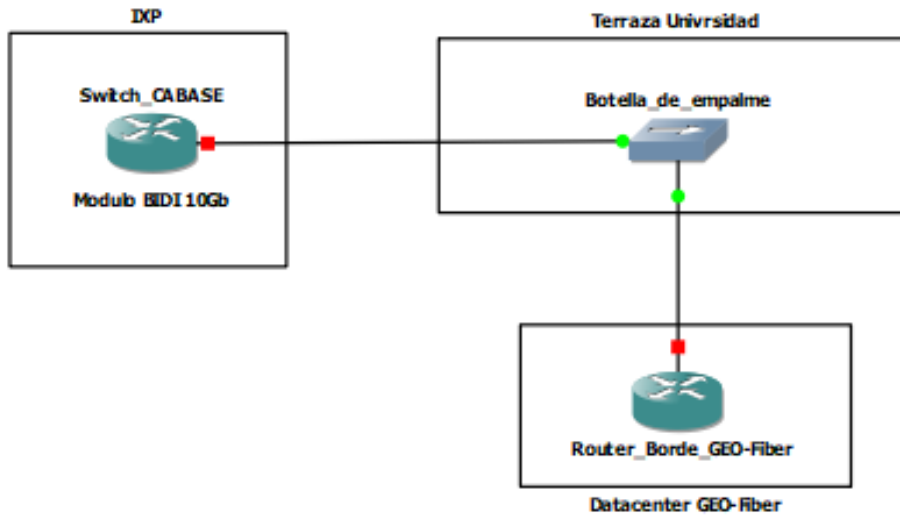 IXP
Switch_CABASE
Modulo BIDI 10Gb
Terraza Univrsidad
Botella_de_empalme
Router_Borde_GEO-Fiber
Datacenter GEO-Fiber